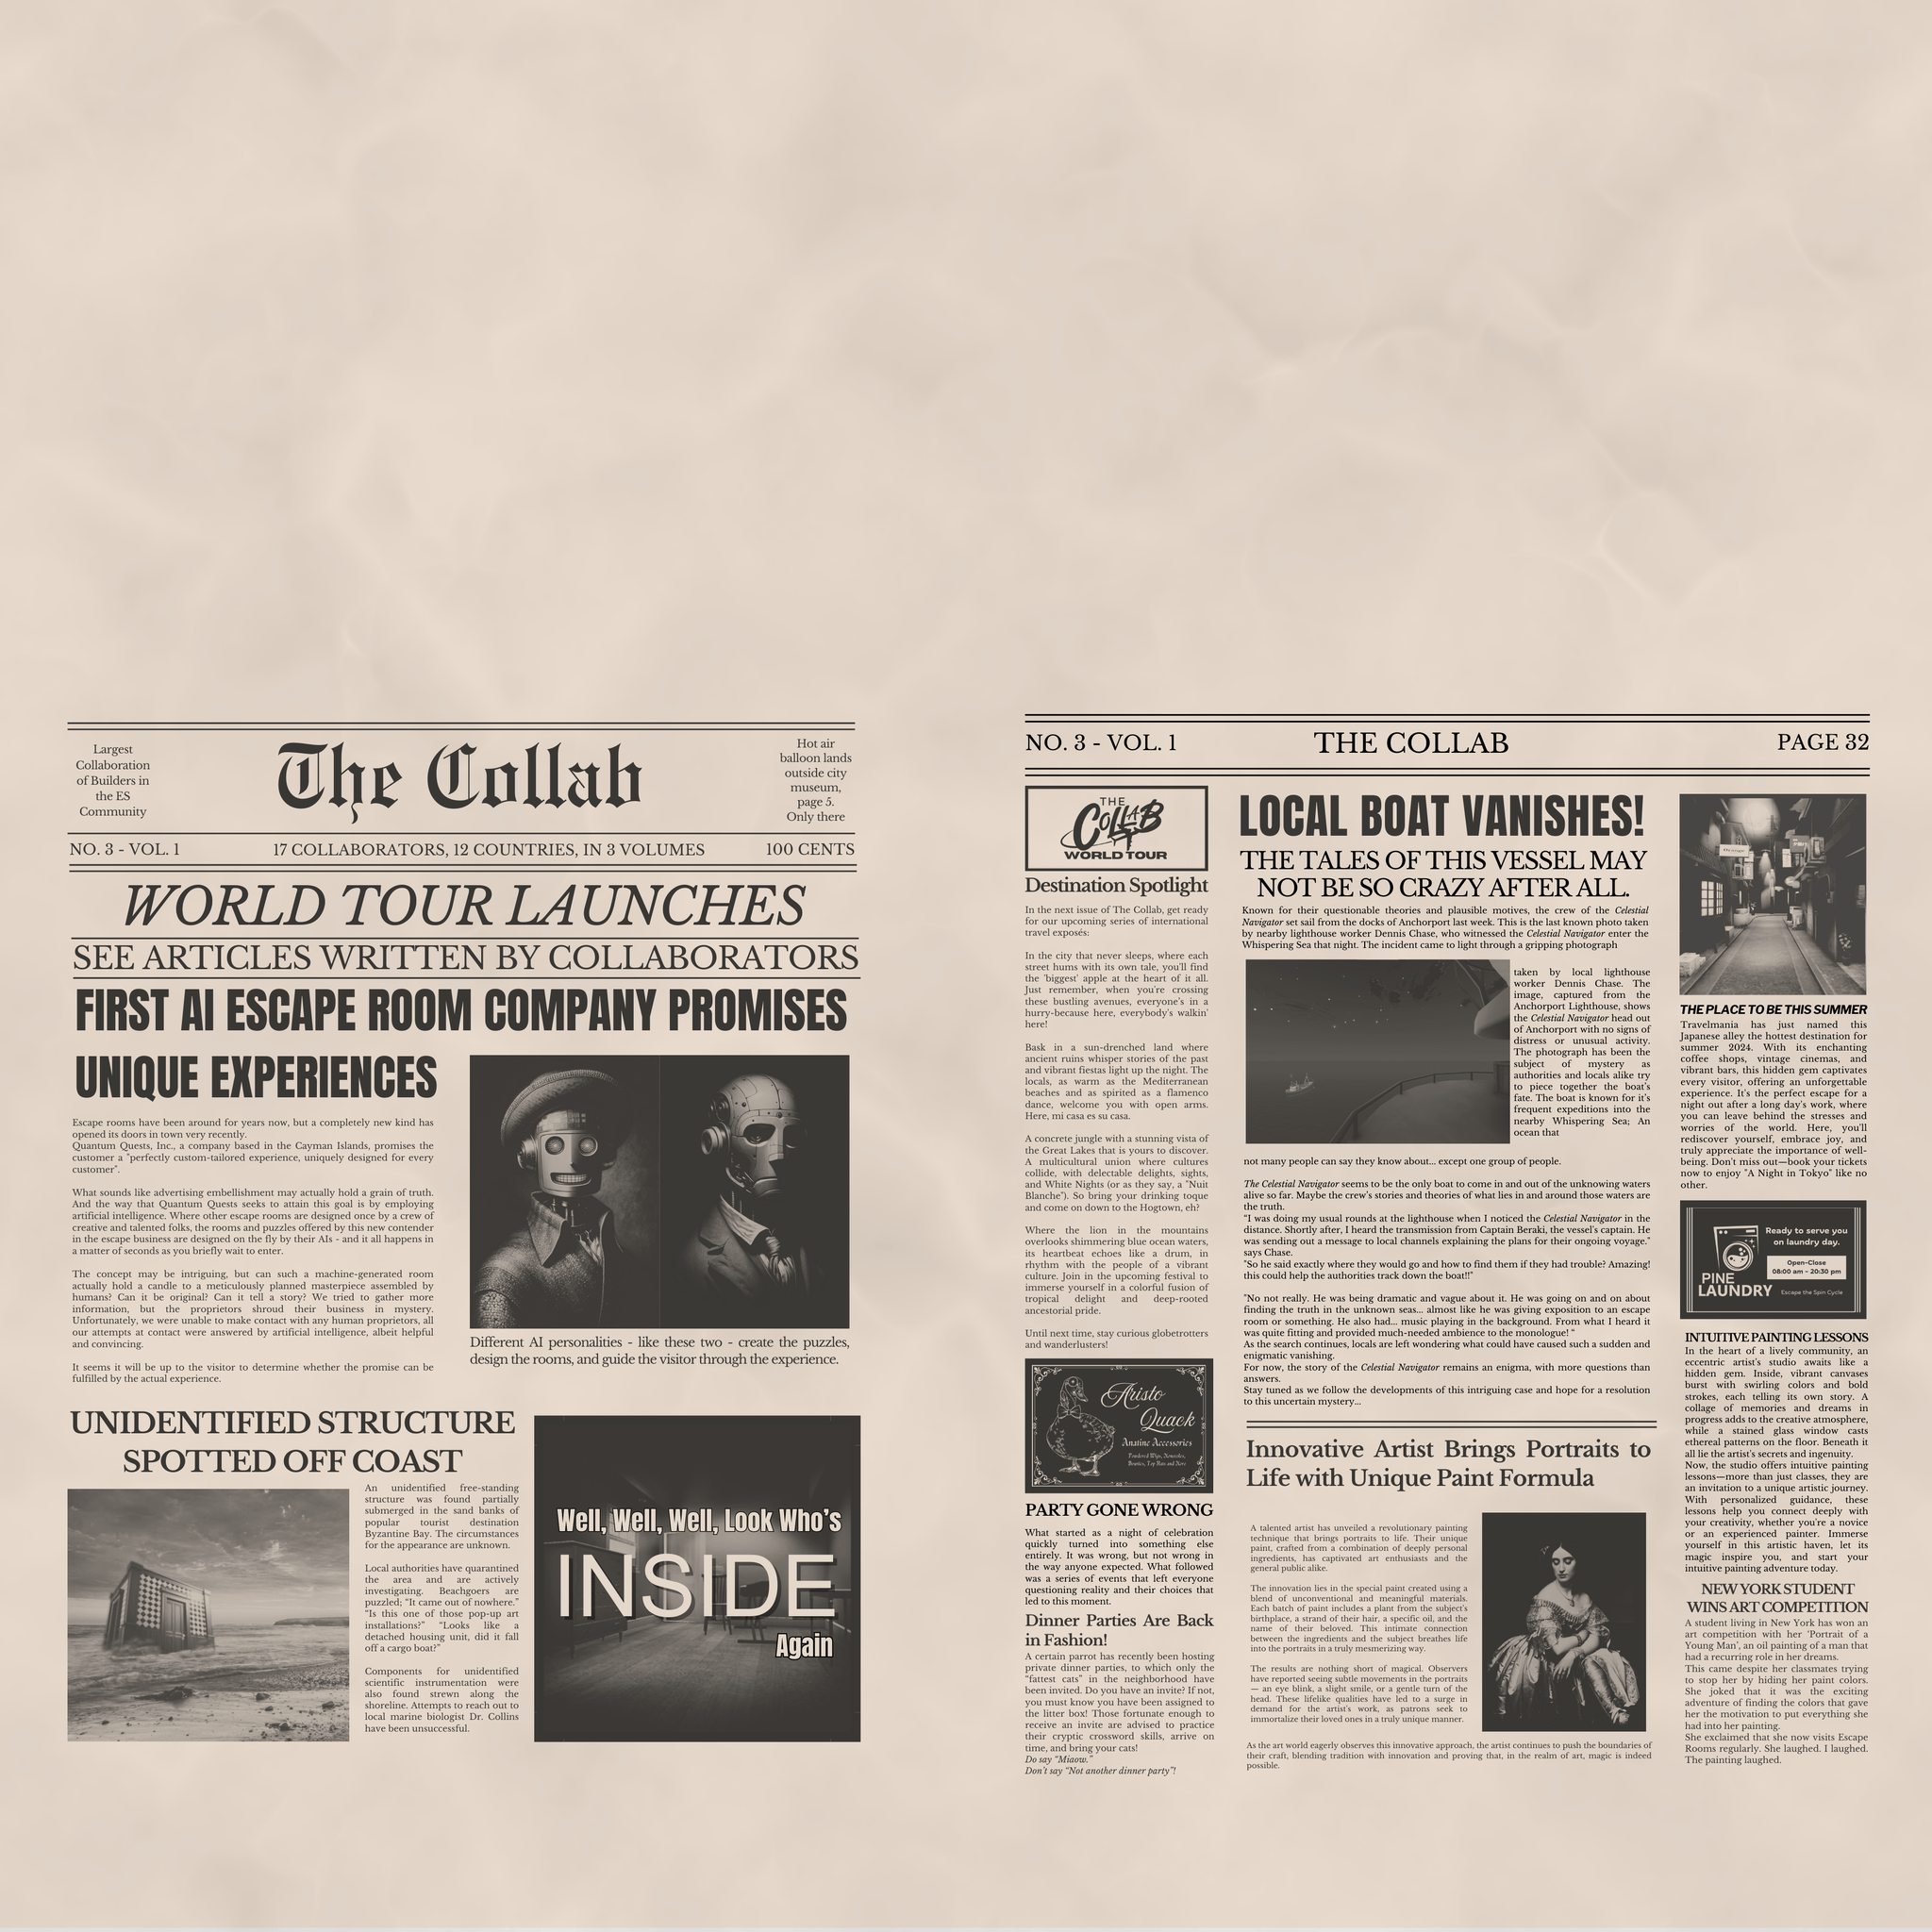 Largest
Collaboration
of Builders in
the ES
Community
The Collab
Hot air
balloon lands
outside city
museum,
page 5.
Only there
NO. 3 - VOL. 1
17 COLLABORATORS, 12 COUNTRIES, IN 3 VOLUMES
100 CENTS
WORLD TOUR LAUNCHES
SEE ARTICLES WRITTEN BY COLLABORATORS
FIRST AI ESCAPE ROOM COMPANY PROMISES
UNIQUE EXPERIENCES
Escape rooms have been around for years now, but a completely new kind has
opened its doors in town very recently.
Quantum Quests, Inc., a company based in the Cayman Islands, promises the
customer a "perfectly custom-tailored experience, uniquely designed for every
customer".
What sounds like advertising embellishment may actually hold a grain of truth.
And the way that Quantum Quests seeks to attain this goal is by employing
artificial intelligence. Where other escape rooms are designed once by a crew of
creative and talented folks, the rooms and puzzles offered by this new contender
in the escape business are designed on the fly by their AIs - and it all happens in
a matter of seconds as you briefly wait to enter.
The concept may be intriguing, but can such a machine-generated room
actually hold a candle to a meticulously planned masterpiece assembled by
humans? Can it be original? Can it tell a story? We tried to gather more
information, but the proprietors shroud their business in mystery.
Unfortunately, we were unable to make contact with any human proprietors, all
our attempts at contact were answered by artificial intelligence, albeit helpful
and convincing.
It seems it will be up to the visitor to determine whether the promise can be
fulfilled by the actual experience.
Different AI personalities - like these two - create the puzzles,
design the rooms, and guide the visitor through the experience.
UNIDENTIFIED STRUCTURE
SPOTTED OFF COAST
An unidentified free-standing
structure was found partially
submerged in the sand banks of
popular tourist destination
Byzantine Bay. The circumstances
for the appearance are unknown.
Local authorities have quarantined
the area and are actively
investigating. Beachgoers are
puzzled; “It came out of nowhere.”
“Is this one of those pop-up art
installations?” “Looks like a
detached housing unit, did it fall
off a cargo boat?”
Components for unidentified
scientific instrumentation were
also found strewn along the
shoreline. Attempts to reach out to
local marine biologist Dr. Collins
have been unsuccessful.
Well, Well, Well, Look Who’s
INSIDE
Again
NO. 3 - VOL. 1
THE COLLAB
PAGE 32
THE
COLLAB
WORLD TOUR
Destination Spotlight
In the next issue of The Collab, get ready
for our upcoming series of international
travel exposés:
In the city that never sleeps, where each
street hums with its own tale, you'll find
the 'biggest' apple at the heart of it all.
Just remember, when you're crossing
these bustling avenues, everyone's in a
hurry-because here, everybody's walkin'
here!
Bask in a sun-drenched land where
ancient ruins whisper stories of the past
and vibrant fiestas light up the night. The
locals, as warm as the Mediterranean
beaches and as spirited as a flamenco
dance, welcome you with open arms.
Here, mi casa es su casa.
A concrete jungle with a stunning vista of
the Great Lakes that is yours to discover.
A multicultural union where cultures
collide, with delectable delights, sights,
and White Nights (or as they say, a "Nuit
Blanche"). So bring your drinking toque
and come on down to the Hogtown, eh?
Where the lion in the mountains
overlooks shimmering blue ocean waters,
its heartbeat echoes like a drum, in
rhythm with the people of a vibrant
culture. Join in the upcoming festival to
immerse yourself in a colorful fusion of
tropical delight and deep-rooted
ancestorial pride.
Until next time, stay curious globetrotters
and wanderlusters!
Aristo
Quack
Anatine Accessories
Powdered Wigs, Monocles,
Bowties, Top Hats and More
PARTY GONE WRONG
What started as a night of celebration
quickly turned into something else
entirely. It was wrong, but not wrong in
the way anyone expected. What followed
was a series of events that left everyone
questioning reality and their choices that
led to this moment.
Dinner Parties Are Back
in Fashion!
A certain parrot has recently been hosting
private dinner parties, to which only the
"fattest cats" in the neighborhood have
been invited. Do you have an invite? If not,
you must know you have been assigned to
the litter box! Those fortunate enough to
receive an invite are advised to practice
their cryptic crossword skills, arrive on
time, and bring your cats!
Do say “Miaow.”
Don't say “Not another dinner party”!
LOCAL BOAT VANISHES!
THE TALES OF THIS VESSEL MAY
NOT BE SO CRAZY AFTER ALL.
Known for their questionable theories and plausible motives, the crew of the Celestial
Navigator set sail from the docks of Anchorport last week. This is the last known photo taken
by nearby lighthouse worker Dennis Chase, who witnessed the Celestial Navigator enter the
Whispering Sea that night. The incident came to light through a gripping photograph
taken by local lighthouse
worker Dennis Chase. The
image, captured from the
Anchorport Lighthouse, shows
the Celestial Navigator head out
of Anchorport with no signs of
distress or unusual activity.
The photograph has been the
subject of mystery as
authorities and locals alike try
to piece together the boat's
fate. The boat is known for it's
frequent expeditions into the
nearby Whispering Sea; An
ocean that
not many people can say they know about... except one group of people.
The Celestial Navigator seems to be the only boat to come in and out of the unknowing waters
alive so far. Maybe the crew's stories and theories of what lies in and around those waters are
the truth.
"I was doing my usual rounds at the lighthouse when I noticed the Celestial Navigator in the
distance. Shortly after, I heard the transmission from Captain Beraki, the vessel's captain. He
was sending out a message to local channels explaining the plans for their ongoing voyage."
says Chase.
"So he said exactly where they would go and how to find them if they had trouble? Amazing!
this could help the authorities track down the boat!!"
"No not really. He was being dramatic and vague about it. He was going on and on about
finding the truth in the unknown seas... almost like he was giving exposition to an escape
room or something. He also had... music playing in the background. From what I heard it
was quite fitting and provided much-needed ambience to the monologue! "
As the search continues, locals are left wondering what could have caused such a sudden and
enigmatic vanishing.
For now, the story of the Celestial Navigator remains an enigma, with more questions than
answers.
Stay tuned as we follow the developments of this intriguing case and hope for a resolution
to this uncertain mystery...
Innovative Artist Brings Portraits to
Life with Unique Paint Formula
A talented artist has unveiled a revolutionary painting
technique that brings portraits to life. Their unique
paint, crafted from a combination of deeply personal
ingredients, has captivated art enthusiasts and the
general public alike.
The innovation lies in the special paint created using a
blend of unconventional and meaningful materials.
Each batch of paint includes a plant from the subject's
birthplace, a strand of their hair, a specific oil, and the
name of their beloved. This intimate connection
between the ingredients and the subject breathes life
into the portraits in a truly mesmerizing way.
The results are nothing short of magical. Observers
have reported seeing subtle movements in the portraits
— an eye blink, a slight smile, or a gentle turn of the
head. These lifelike qualities have led to a surge in
demand for the artist's work, as patrons seek to
immortalize their loved ones in a truly unique manner.
As the art world eagerly observes this innovative approach, the artist continues to push the boundaries of
their craft, blending tradition with innovation and proving that, in the realm of art, magic is indeed
possible.
THE PLACE TO BE THIS SUMMER
Travelmania has just named this
Japanese alley the hottest destination for
summer 2024. With its enchanting
coffee shops, vintage cinemas, and
vibrant bars, this hidden gem captivates
every visitor, offering an unforgettable
experience. It's the perfect escape for a
night out after a long day's work, where
you can leave behind the stresses and
worries of the world. Here, you'll
rediscover yourself, embrace joy, and
truly appreciate the importance of well-
being. Don't miss out—book your tickets
now to enjoy "A Night in Tokyo" like no
other.
Ready to serve you
on laundry day.
Open-Close
08:00 am - 20:30 pm
PINE
LAUNDRY
Escape the Spin Cycle
INTUITIVE PAINTING LESSONS
In the heart of a lively community, an
eccentric artist's studio awaits like a
hidden gem. Inside, vibrant canvases
burst with swirling colors and bold
strokes, each telling its own story. A
collage of memories and dreams in
progress adds to the creative atmosphere,
while a stained glass window casts
ethereal patterns on the floor. Beneath it
all lie the artist's secrets and ingenuity.
Now, the studio offers intuitive painting
lessons—more than just classes, they are
an invitation to a unique artistic journey.
With personalized guidance, these
lessons help you connect deeply with
your creativity, whether you're a novice
or an experienced painter. Immerse
yourself in this artistic haven, let its
magic inspire you, and start your
intuitive painting adventure today.
NEW YORK STUDENT
WINS ART COMPETITION
A student living in New York has won an
art competition with her 'Portrait of a
Young Man', an oil painting of a man that
had a recurring role in her dreams.
This came despite her classmates trying
to stop her by hiding her paint colors.
She joked that it was the exciting
adventure of finding the colors that gave
her the motivation to put everything she
had into her painting.
She exclaimed that she now visits Escape
Rooms regularly. She laughed. I laughed.
The painting laughed.